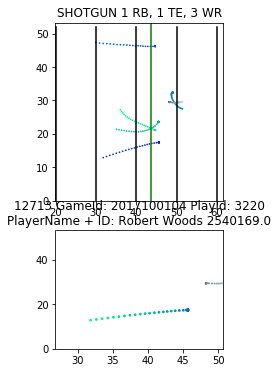 SHOTGUN 1 RB, 1 TE, 3 WR
50
40
30
20
10
0
20 30 40 50 60
12713 GameId: 2017100104 PlayId: 3220
PlayerName + ID: Robert Woods 2540169.0
40
20
0
30 35 40 45 50